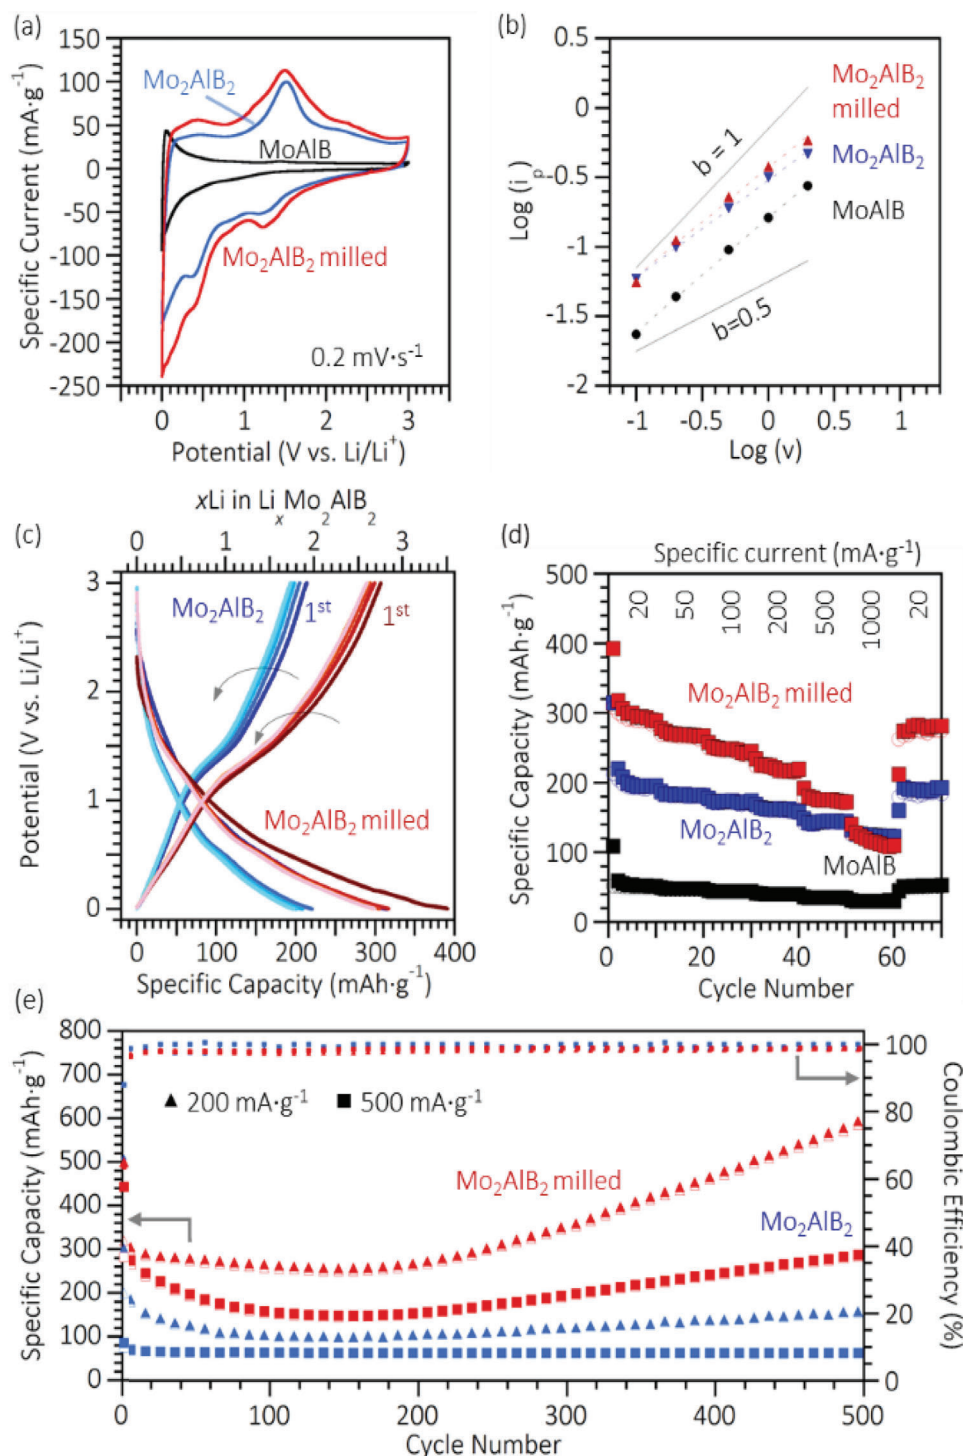 (a)
150
100
50
0
-50
-100
-150
-200
-250
Specific Current (mA·g⁻¹)
Mo₂AlB₂
MoAlB
Mo₂AlB₂ milled
0.2 mV·s⁻¹
0 1 2 3
Potential (V vs. Li/Li⁺)
(b)
0.5
0
-0.5
-1
-1.5
-2
Log (iₚ)
b = 1
b=0.5
Mo₂AlB₂
milled
Mo₂AlB₂
MoAlB
-1 -0.5 0 0.5 1
Log (v)
(c)
xLi in LiₓMo₂AlB₂
0 0.5 1 1.5 2 2.5 3 3.5
3
2
1
0
Potential (V vs. Li/Li⁺)
Mo₂AlB₂
1ˢᵗ
1ˢᵗ
Mo₂AlB₂ milled
0 100 200 300 400
Specific Capacity (mAh·g⁻¹)
(d)
Specific current (mA·g⁻¹)
500
400
300
200
100
0
Specific Capacity (mAh·g⁻¹)
20 50 100 200 500 1000 20
Mo₂AlB₂ milled
Mo₂AlB₂
MoAlB
0 20 40 60
Cycle Number
(e)
800
700
600
500
400
300
200
100
0
Specific Capacity (mAh·g⁻¹)
▲ 200 mA·g⁻¹ ■ 500 mA·g⁻¹
Mo₂AlB₂ milled
Mo₂AlB₂
100
80
60
40
20
0
Coulombic Efficiency (%)
0 100 200 300 400 500
Cycle Number